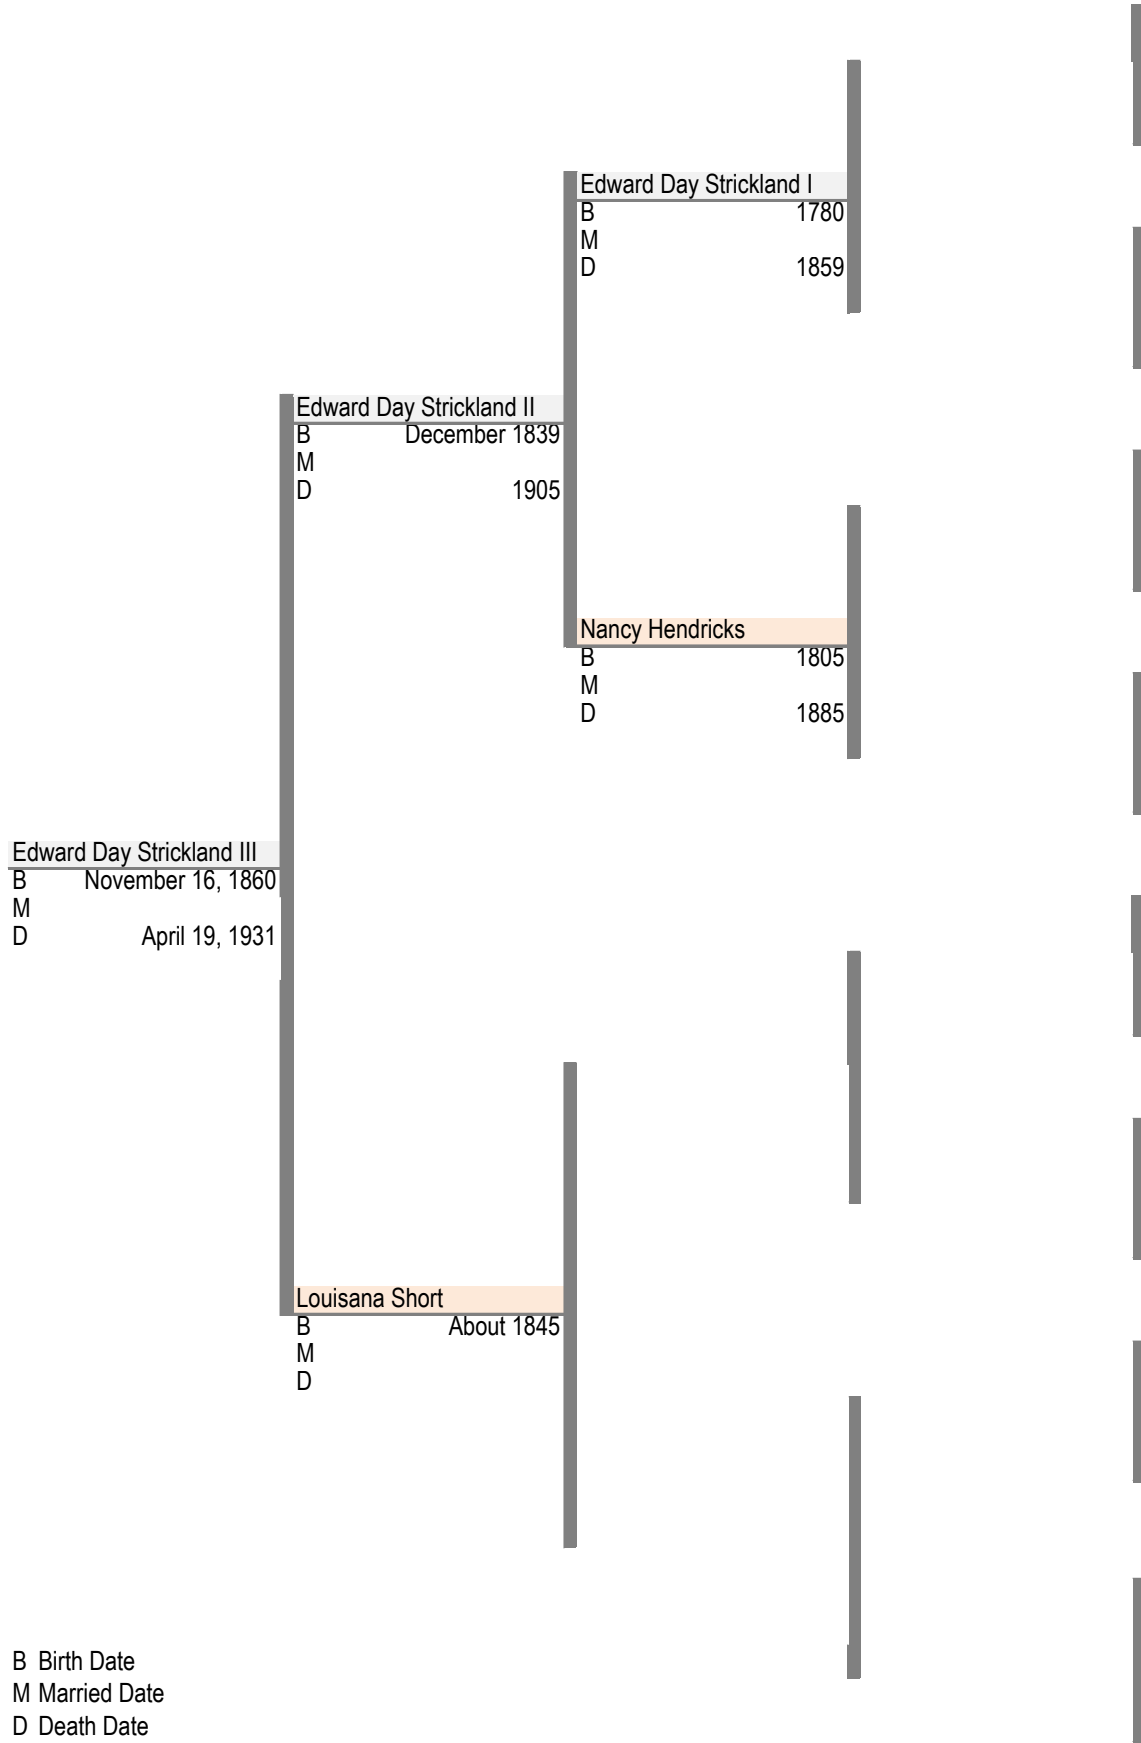 Edward Day Strickland I
B 1780
M
D 1859
Edward Day Strickland II
B December 1839
M
D 1905
Nancy Hendricks
B 1805
M
D 1885
Edward Day Strickland III
B November 16, 1860
M
D April 19, 1931
Louisana Short
B About 1845
M
D
B Birth Date
M Married Date
D Death Date